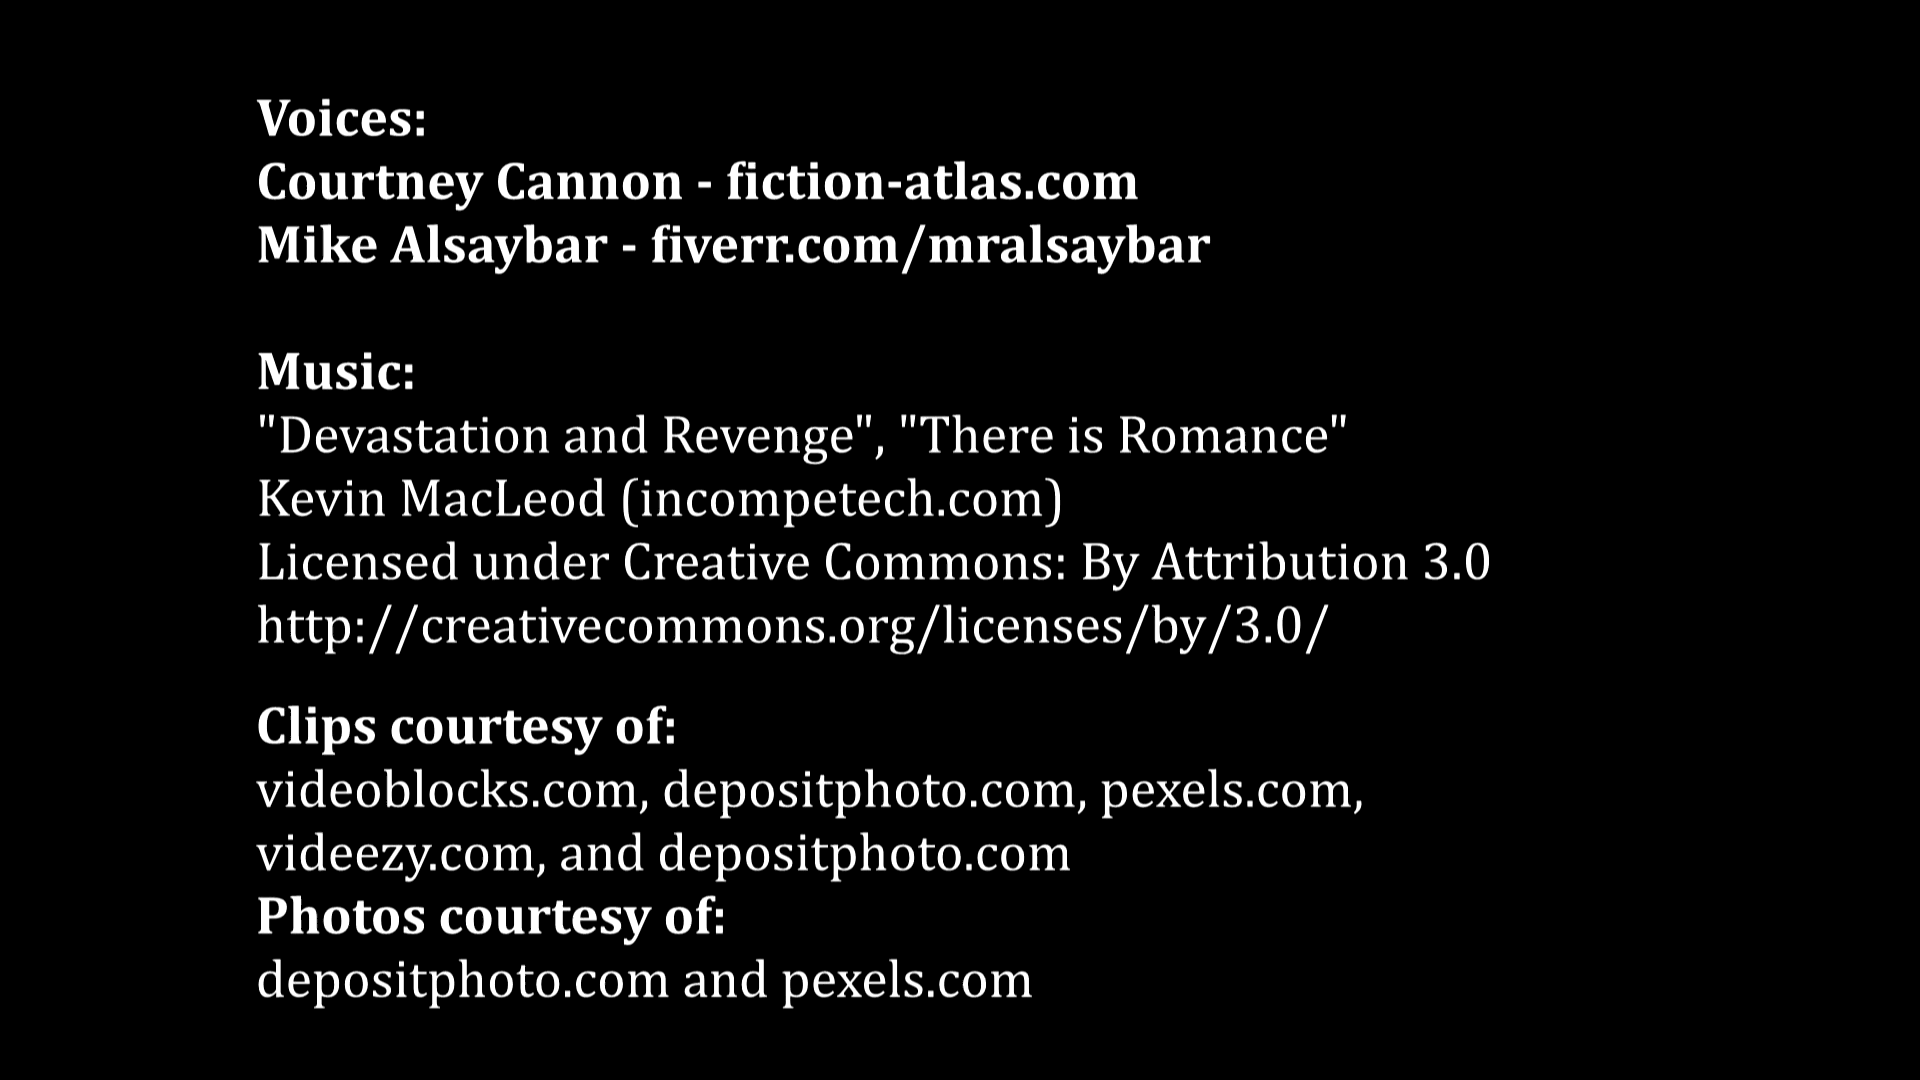 Voices:
Courtney Cannon - fiction-atlas.com
Mike Alsaybar - fiverr.com/mralsaybar
Music:
"Devastation and Revenge", "There is Romance"
Kevin MacLeod (incompetech.com)
Licensed under Creative Commons: By Attribution 3.0
http://creativecommons.org/licenses/by/3.0/
Clips courtesy of:
videoblocks.com, depositphoto.com, pexels.com,
videezy.com, and depositphoto.com
Photos courtesy of:
depositphoto.com and pexels.com